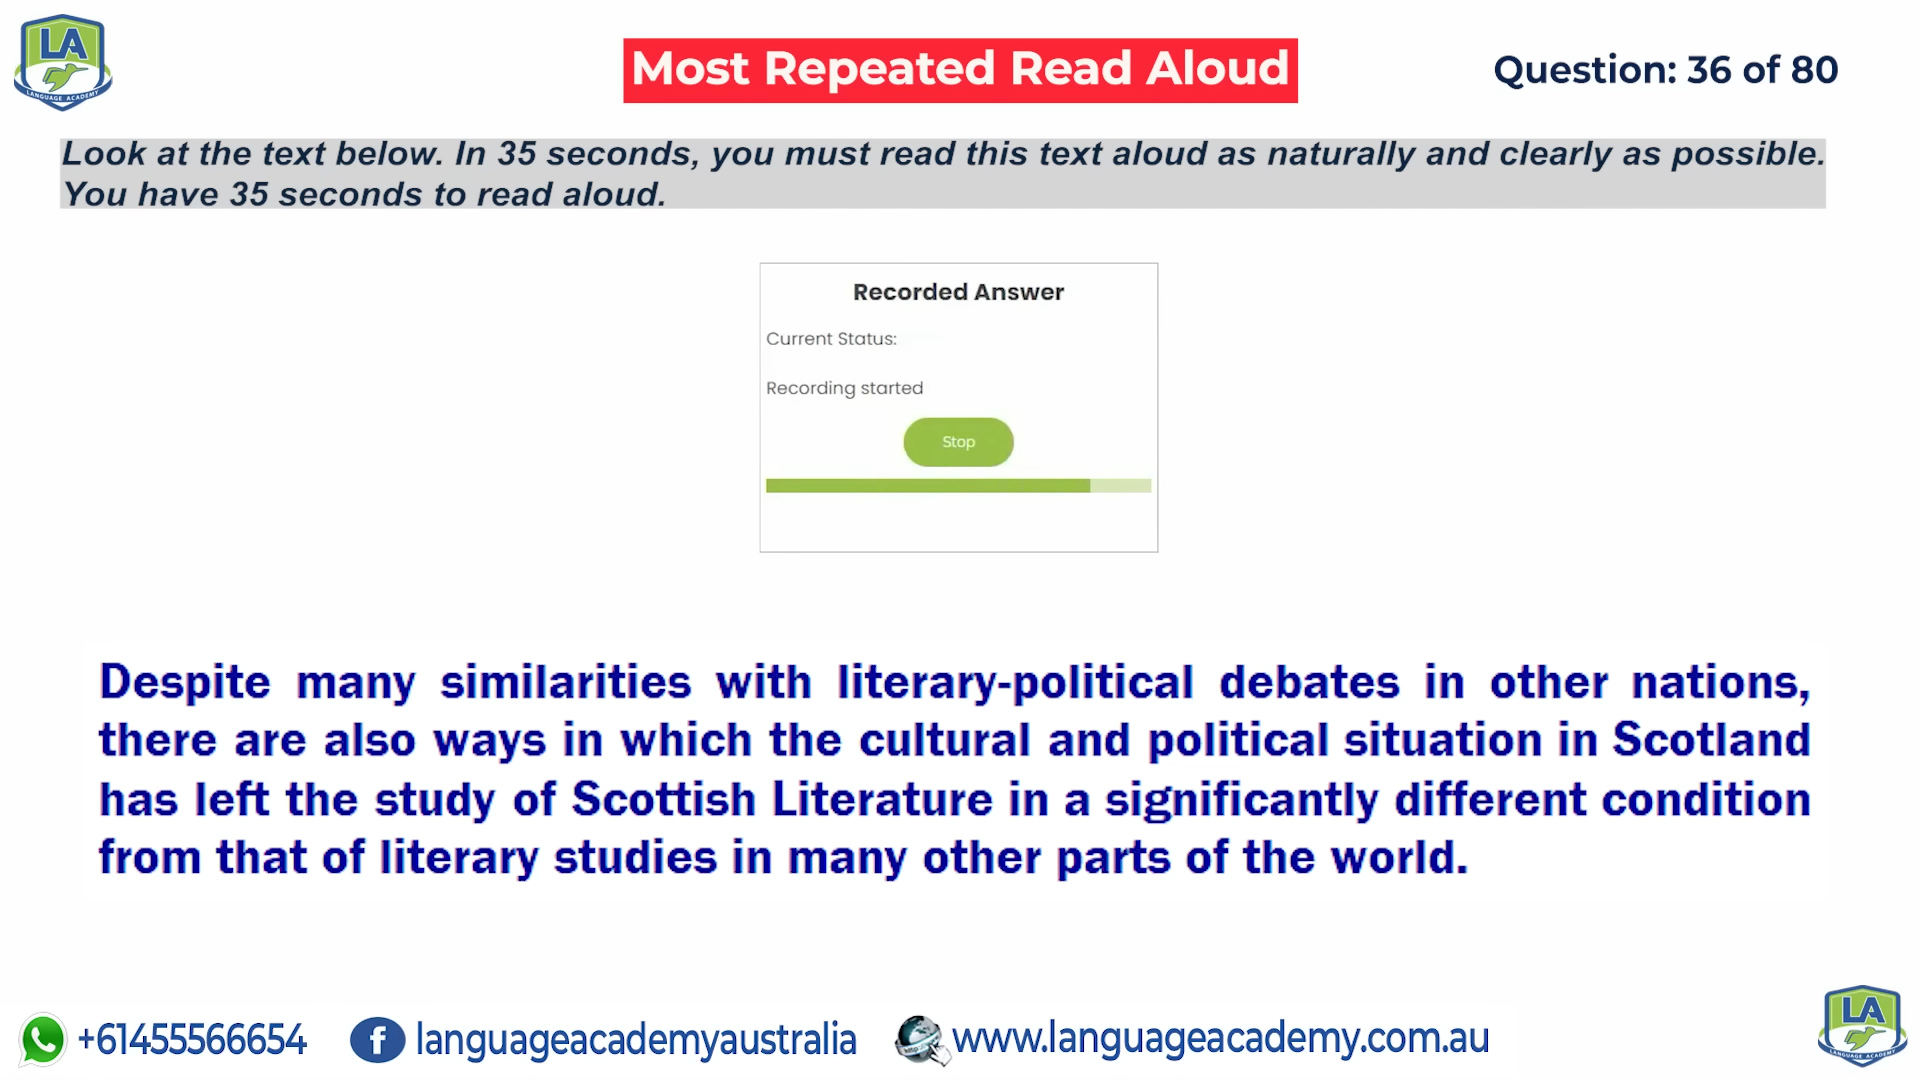 LA
LANGUAGE ACADEMY
Most Repeated Read Aloud
Question: 36 of 80
Look at the text below. In 35 seconds, you must read this text aloud as naturally and clearly as possible.
You have 35 seconds to read aloud.
Recorded Answer
Current Status:
Recording started
Stop
Despite many similarities with literary-political debates in other nations,
there are also ways in which the cultural and political situation in Scotland
has left the study of Scottish Literature in a significantly different condition
from that of literary studies in many other parts of the world.
+61455566654
f
languageacademyaustralia
www.languageacademy.com.au
LA
LANGUAGE ACADEMY